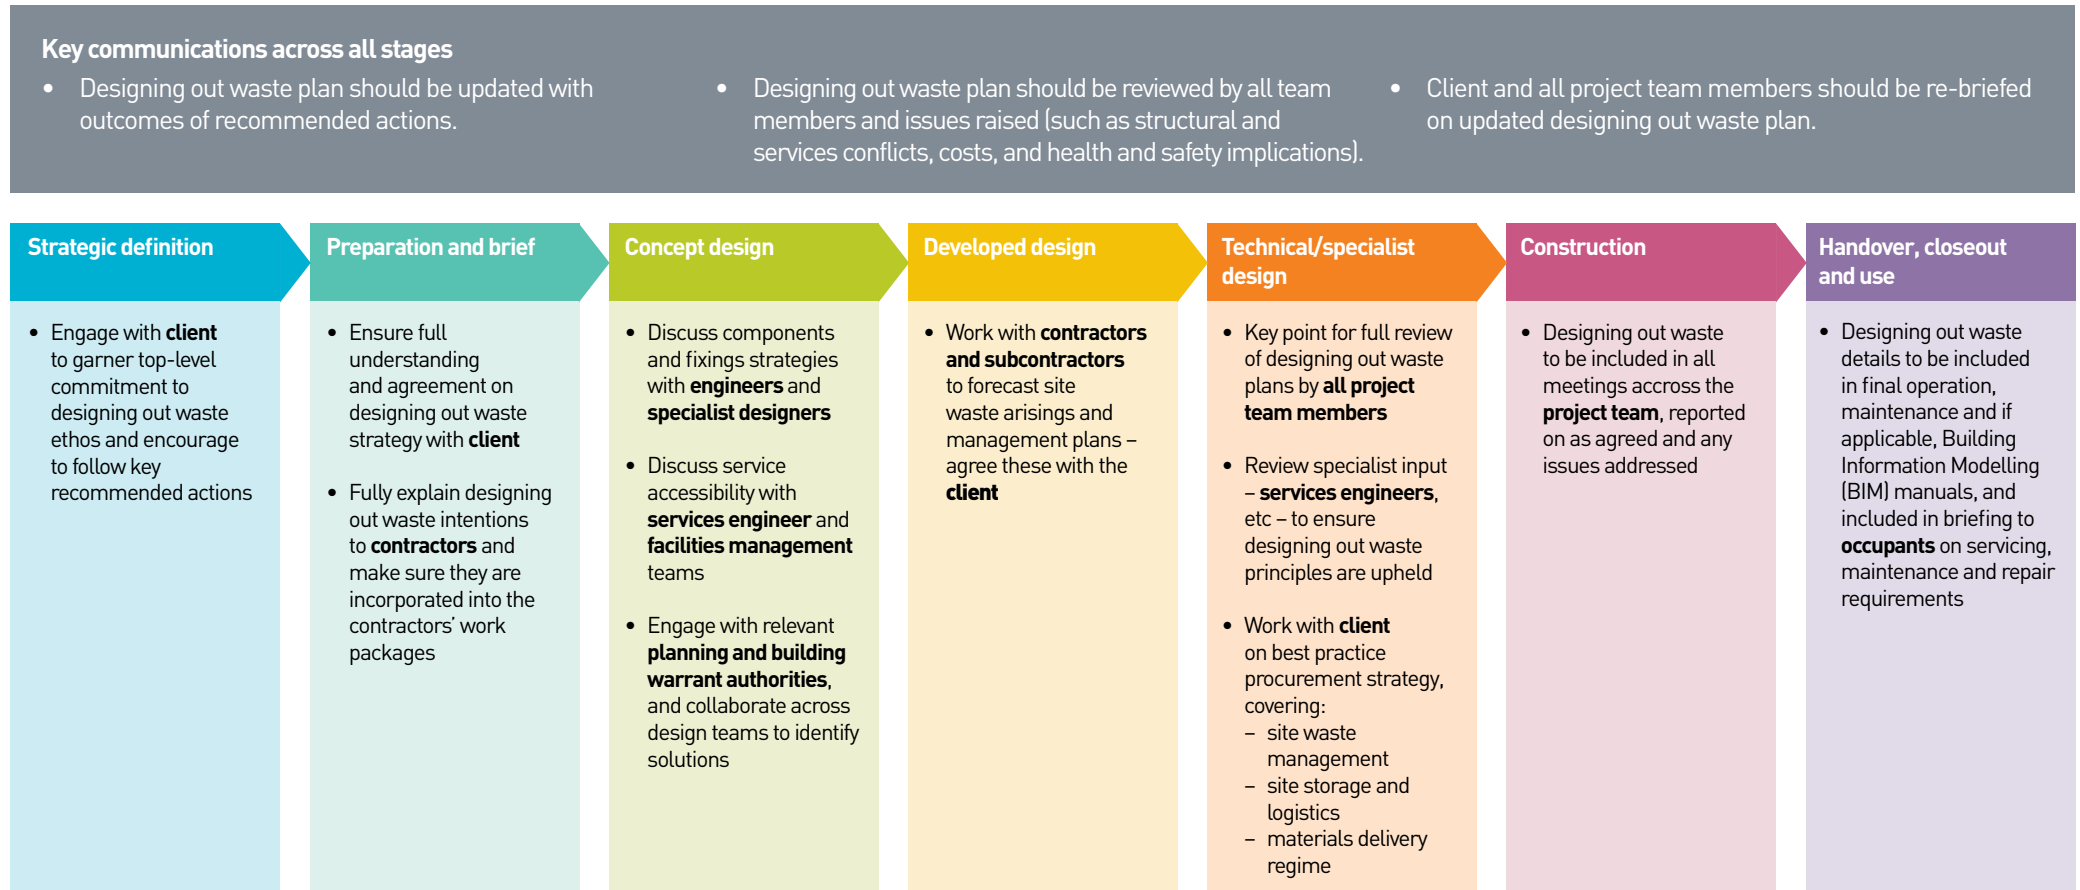 Key communications across all stages
• Designing out waste plan should be updated with
outcomes of recommended actions.
• Designing out waste plan should be reviewed by all team
members and issues raised (such as structural and
services conflicts, costs, and health and safety implications).
• Client and all project team members should be re-briefed
on updated designing out waste plan.
Strategic definition
• Engage with client
to garner top-level
commitment to
designing out waste
ethos and encourage
to follow key
recommended actions
Preparation and brief
• Ensure full
understanding
and agreement on
designing out waste
strategy with client
• Fully explain designing
out waste intentions
to contractors and
make sure they are
incorporated into the
contractors' work
packages
Concept design
• Discuss components
and fixings strategies
with engineers and
specialist designers
• Discuss service
accessibility with
services engineer and
facilities management
teams
• Engage with relevant
planning and building
warrant authorities,
and collaborate across
design teams to identify
solutions
Developed design
• Work with contractors
and subcontractors
to forecast site
waste arisings and
management plans –
agree these with the
client
Technical/specialist
design
• Key point for full review
of designing out waste
plans by all project
team members
• Review specialist input
– services engineers,
etc – to ensure
designing out waste
principles are upheld
• Work with client
on best practice
procurement strategy,
covering:
– site waste
management
– site storage and
logistics
– materials delivery
regime
Construction
• Designing out waste
to be included in all
meetings accross the
project team, reported
on as agreed and any
issues addressed
Handover, closeout
and use
• Designing out waste
details to be included
in final operation,
maintenance and if
applicable, Building
Information Modelling
(BIM) manuals, and
included in briefing to
occupants on servicing,
maintenance and repair
requirements